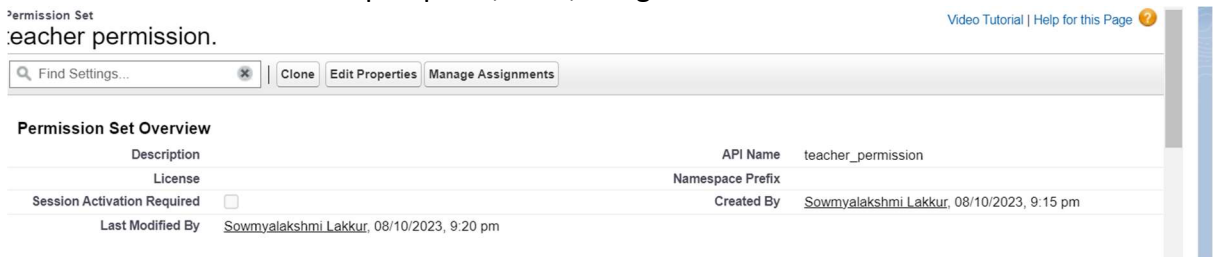 Permission Set
teacher permission.
Video Tutorial | Help for this Page
Find Settings...
Clone
Edit Properties
Manage Assignments
Permission Set Overview
Description
API Name teacher_permission
License
Namespace Prefix
Session Activation Required
Created By Sowmyalakshmi Lakkur, 08/10/2023, 9:15 pm
Last Modified By Sowmyalakshmi Lakkur, 08/10/2023, 9:20 pm